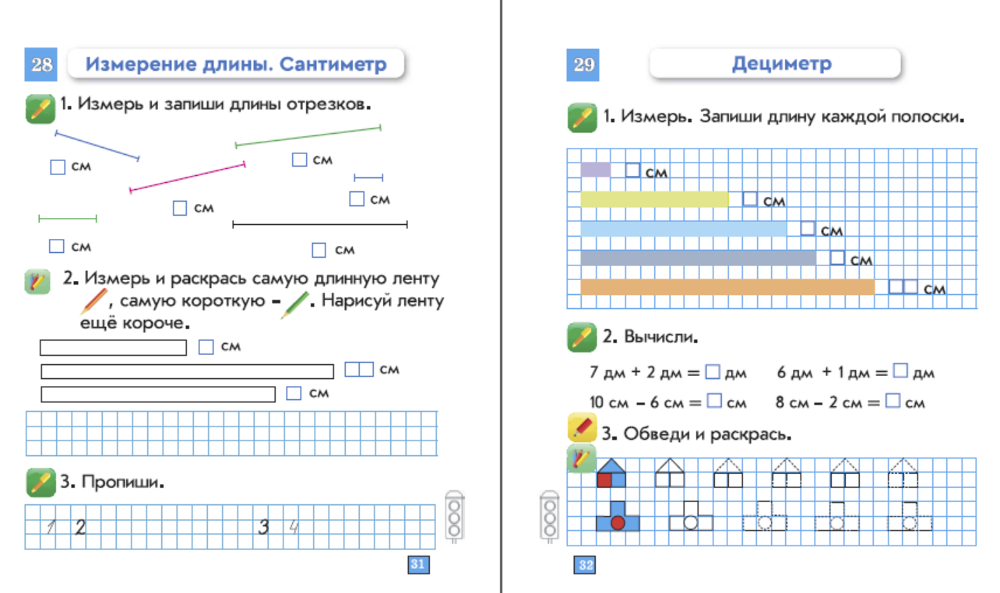 28 Измерение длины. Сантиметр
1. Измерь и запиши длины отрезков.
см
см
см
см
см
см
2. Измерь и раскрась самую длинную ленту
, самую короткую – . Нарисуй ленту
ещё короче.
см
см
см
3. Пропиши.
1 2 3 4
31
29 Дециметр
1. Измерь. Запиши длину каждой полоски.
см
см
см
см
см
2. Вычисли.
7 дм + 2 дм = дм 6 дм + 1 дм = дм
10 см – 6 см = см 8 см – 2 см = см
3. Обведи и раскрась.
32